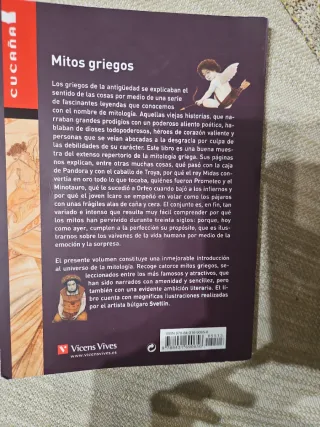 CUCAÑA
Mitos griegos
Los griegos de la antigüedad se explicaban el
sentido de las cosas por medio de una serie
de fascinantes leyendas que conocemos
con el nombre de mitología. Aquellas viejas historias, que na-
rraban grandes prodigios con un poderoso aliento poético, ha-
blaban de dioses todopoderosos, héroes de corazón valiente y
personas que se veían abocadas a la desgracia por culpa de
las debilidades de su carácter. Este libro es una buena mues-
tra del extenso repertorio de la mitología griega. Sus páginas
nos explican, entre otras muchas cosas, qué pasó con la caja
de Pandora y con el caballo de Troya, por qué el rey Midas con-
vertía en oro todo lo que tocaba, quiénes fueron Prometeo y el
Minotauro, qué le sucedió a Orfeo cuando bajó a los infiernos y
por qué el joven Ícaro se empeñó en volar como los pájaros
con unas frágiles alas de caña y cera. El conjunto es, en fin, tan
variado e intenso que resulta muy fácil comprender por qué
los mitos han pervivido durante treinta siglos: porque, hoy
como ayer, cumplen a la perfección su propósito, que es ilus-
trarnos sobre los vaivenes de la vida humana por medio de la
emoción y la sorpresa.
El presente volumen constituye una inmejorable introducción
al universo de la mitología. Recoge catorce mitos griegos, se-
leccionados entre los más famosos y atractivos, que
han sido narrados con amenidad y sencillez, pero
también con una evidente ambición literaria. El li-
bro cuenta con magníficas ilustraciones realizadas
por el artista búlgaro Svetlin.
Vicens Vives
www.vicensvives.es